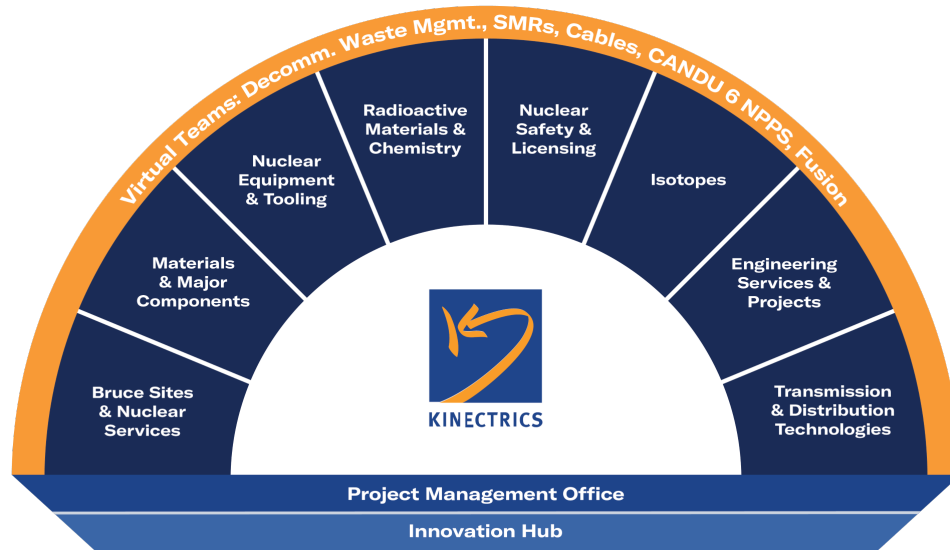 Virtual Teams: Decomm. Waste Mgmt., SMRs, Cables, CANDU 6 NPPS, Fusion
Bruce Sites
& Nuclear
Services
Materials
& Major
Components
Nuclear
Equipment
& Tooling
Radioactive
Materials &
Chemistry
Nuclear
Safety &
Licensing
Isotopes
Engineering
Services &
Projects
Transmission
& Distribution
Technologies
KINECTRICS
Project Management Office
Innovation Hub